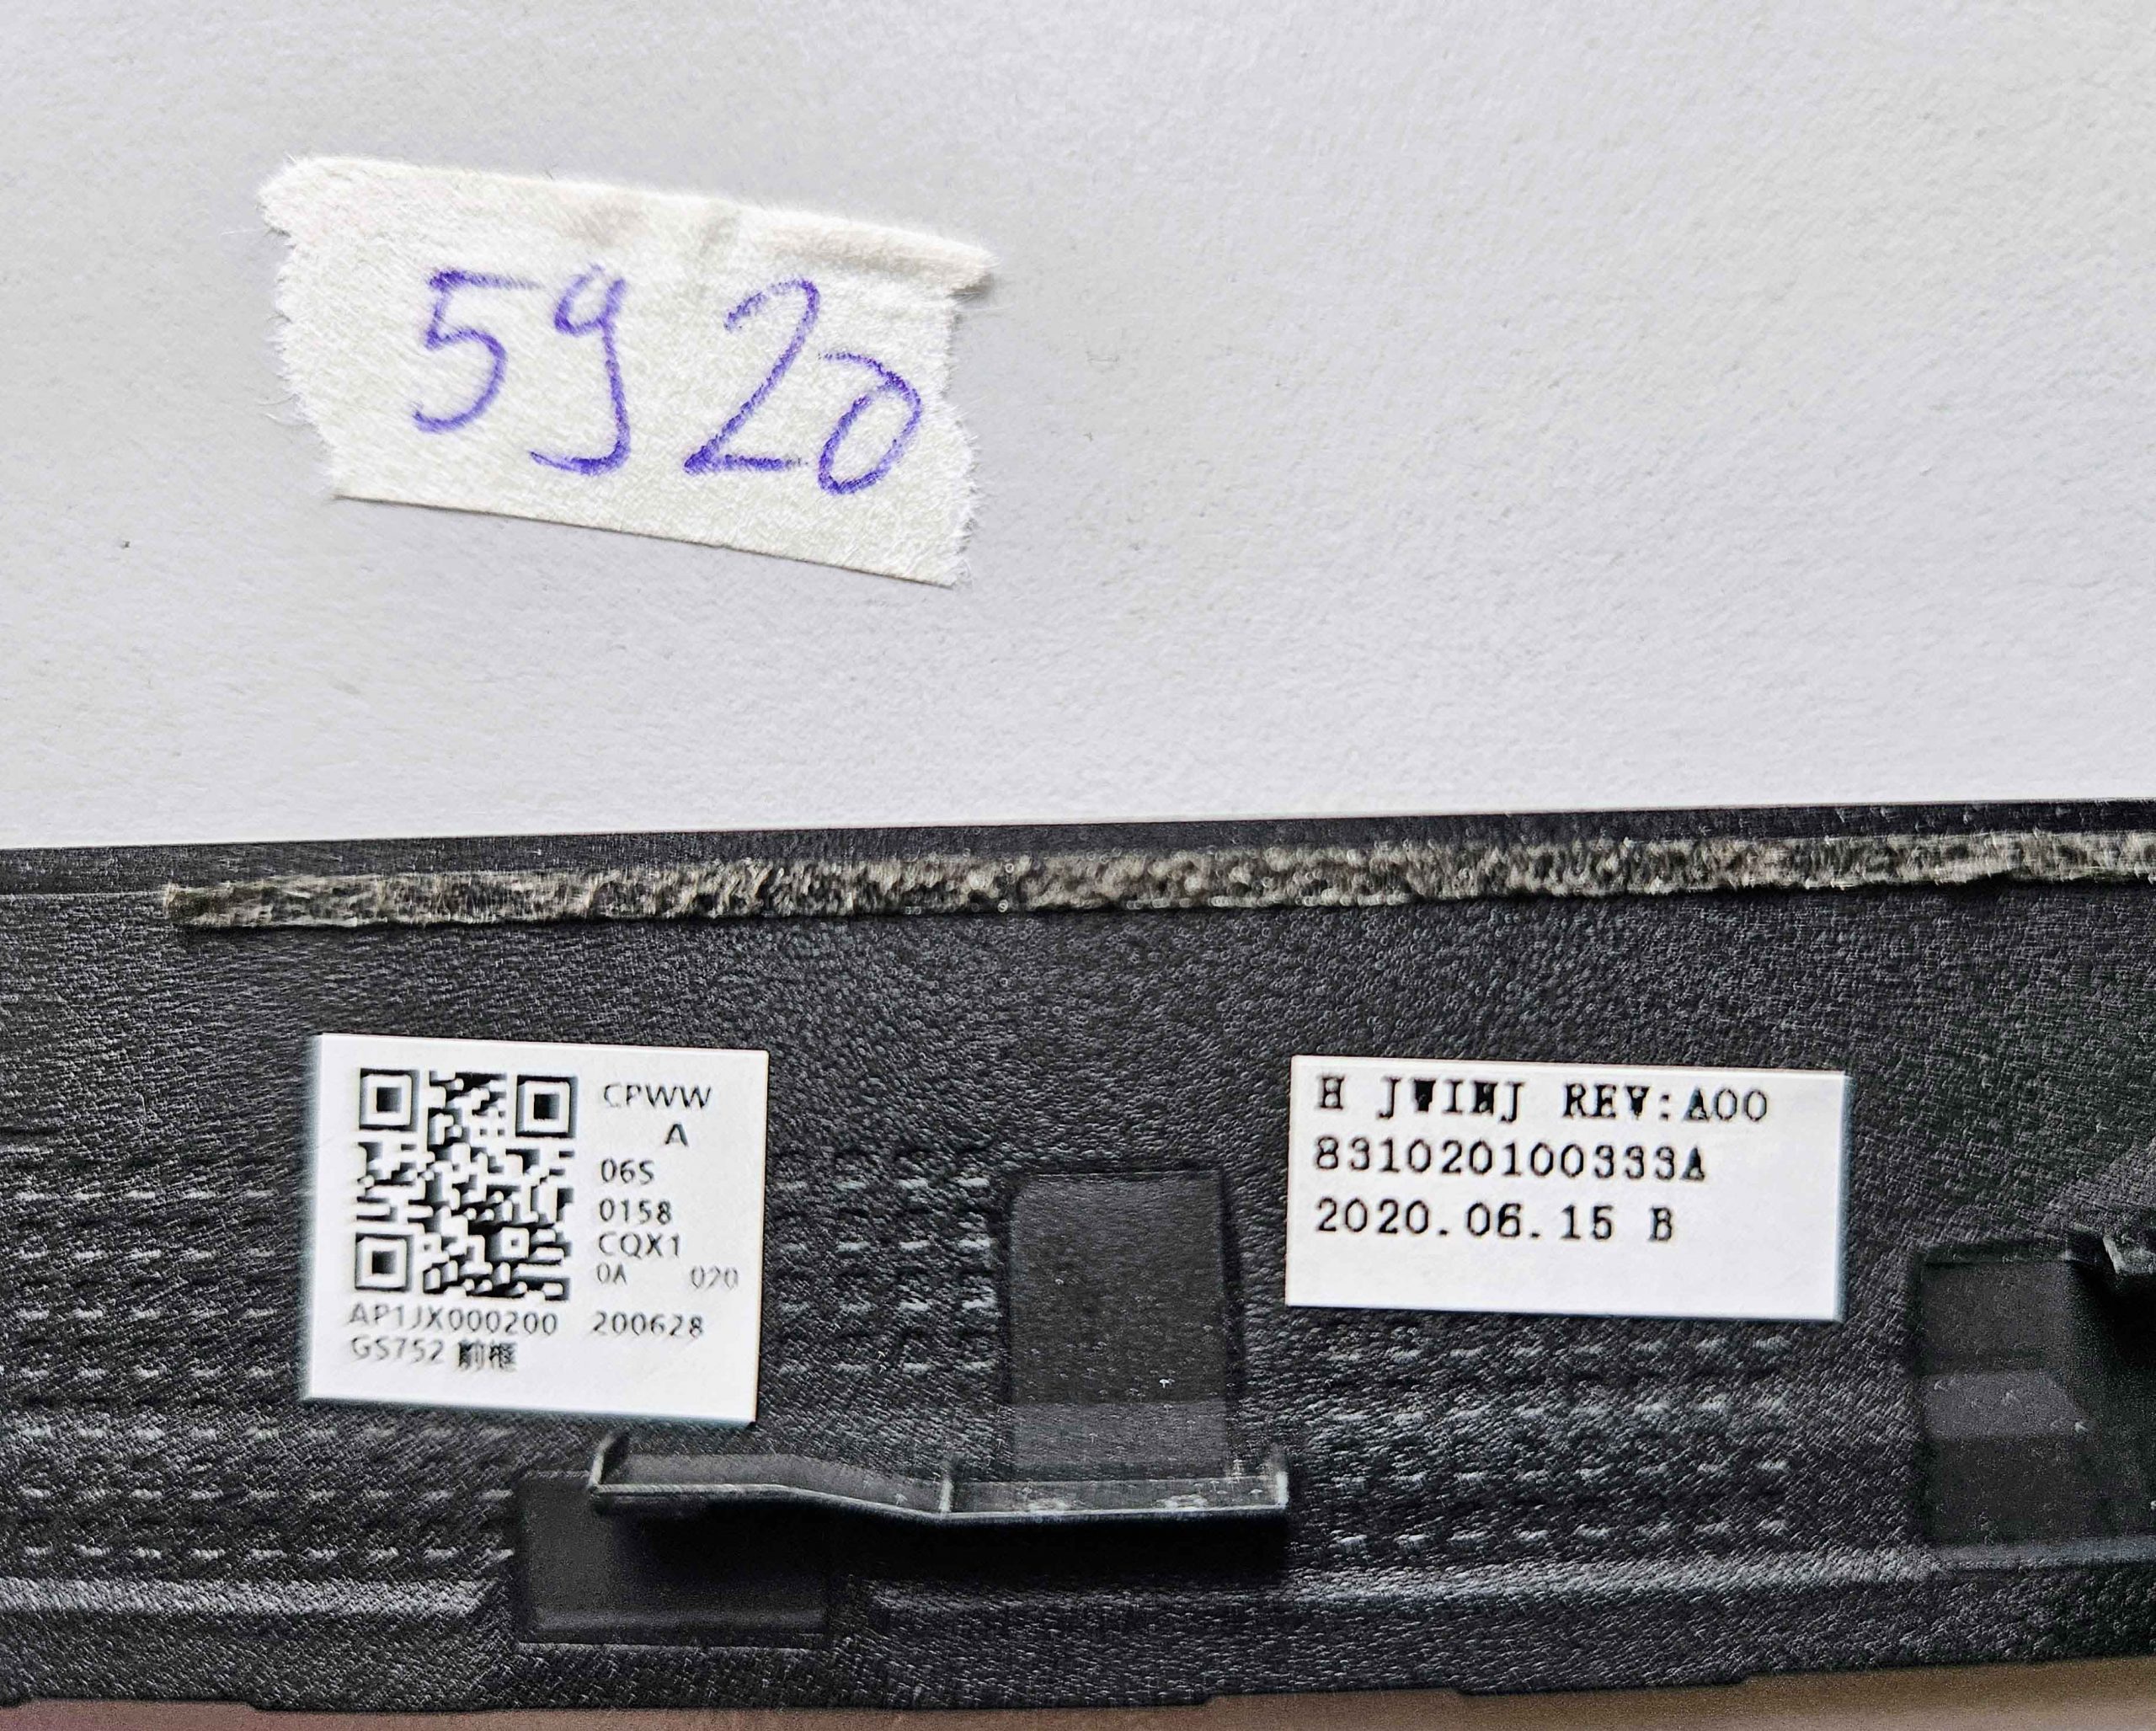 5920
CPWW
A
06S
0158
CQX1
0A 020
AP1JX000200 200628
GS752 前框
H JWINJ REV:A00
831020100333A
2020.06.15 B